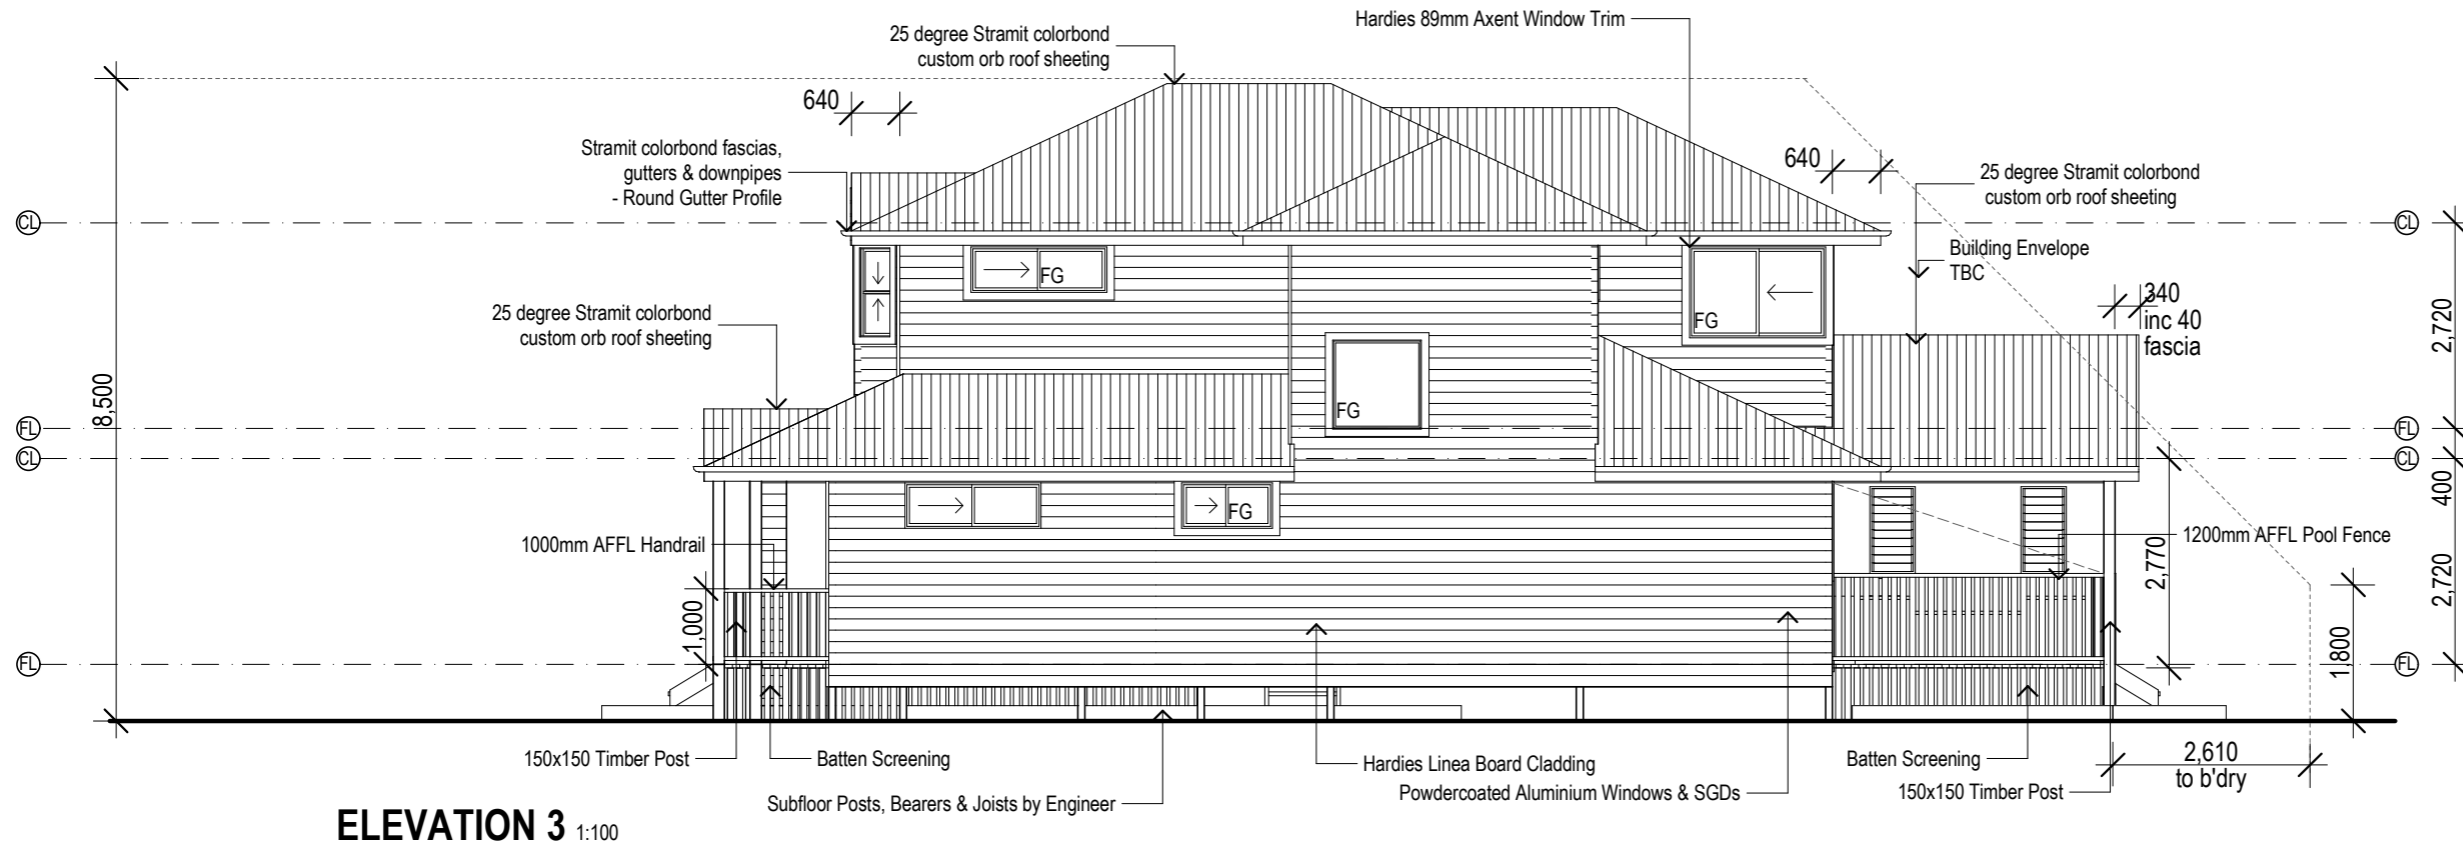 Hardies 89mm Axent Window Trim
25 degree Stramit colorbond
custom orb roof sheeting
640
Stramit colorbond fascias,
gutters & downpipes
- Round Gutter Profile
640
25 degree Stramit colorbond
custom orb roof sheeting
CL
CL
Building Envelope
TBC
FG
340
inc 40
fascia
25 degree Stramit colorbond
custom orb roof sheeting
FG
2,720
8,500
FG
FL
FL
CL
CL
400
FG
1000mm AFFL Handrail
1200mm AFFL Pool Fence
2,770
2,720
1,000
1,800
FL
FL
150x150 Timber Post
Batten Screening
Hardies Linea Board Cladding
Batten Screening
2,610
to b'dry
Subfloor Posts, Bearers & Joists by Engineer
Powdercoated Aluminium Windows & SGDs
150x150 Timber Post
ELEVATION 3 1:100